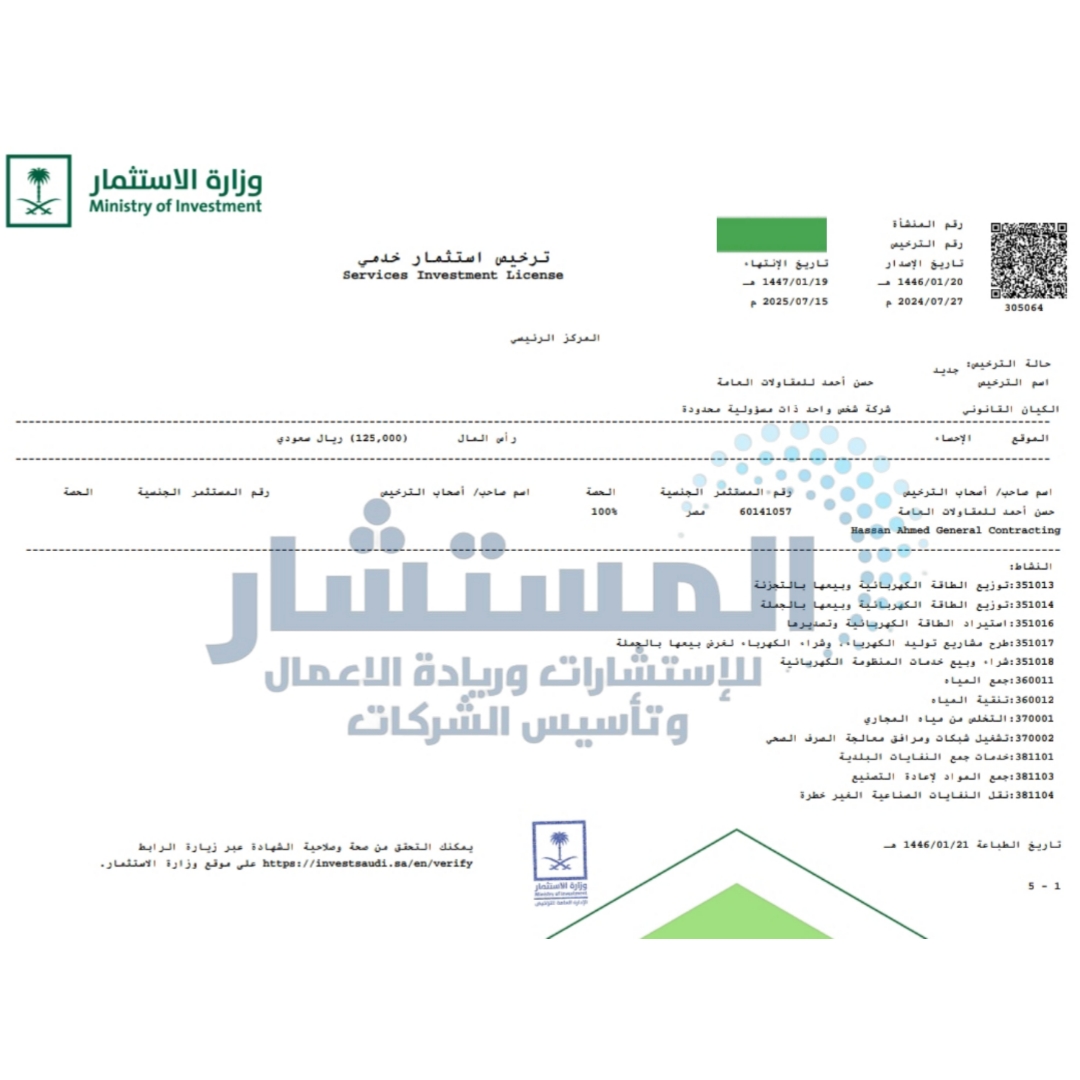 وزارة الاستثمار
Ministry of Investment
رقم المنشأة
رقم الترخيص
تاريخ الإصدار تاريخ الإنتهاء
1446/01/20 هـ 1447/01/19 هـ
2024/07/27 م 2025/07/15 م
305064
ترخيص استثمار خدمي
Services Investment License
المركز الرئيسي
حالة الترخيص: جديد
اسم الترخيص حسن أحمد للمقاولات العامة
الكيان القانوني شركة شخص واحد ذات مسؤولية محدودة
الموقع الإحساء رأس المال (125,000) ريال سعودي
اسم صاحب/ أصحاب الترخيص رقم المستثمر الجنسية الحصة اسم صاحب/ أصحاب الترخيص رقم المستثمر الجنسية الحصة
حسن أحمد للمقاولات العامة 60141057 مصر 100%
Hassan Ahmed General Contracting
النشاط:
351013:توزيع الطاقة الكهربائية وبيعها بالتجزئة
351014:توزيع الطاقة الكهربائية وبيعها بالجملة
351016:استيراد الطاقة الكهربائية وتصديرها
351017:طرح مشاريع توليد الكهرباء، وشراء الكهرباء لغرض بيعها بالجملة
351018:شراء وبيع خدمات المنظومة الكهربائية
360011:جمع المياه
360012:تنقية المياه
370001:التخلص من مياه المجاري
370002:تشغيل شبكات ومرافق معالجة الصرف الصحي
381101:خدمات جمع النفايات البلدية
381103:جمع المواد لإعادة التصنيع
381104:نقل النفايات الصناعية الغير خطرة
المستشار
للإستشارات وريادة الاعمال
وتأسيس الشركات
تاريخ الطباعة 1446/01/21 هـ
1 - 5
وزارة الاستثمار
Ministry of Investment
يمكنك التحقق من صحة وصلاحية الشهادة عبر زيارة الرابط
https://investsaudi.sa/en/verify على موقع وزارة الاستثمار.